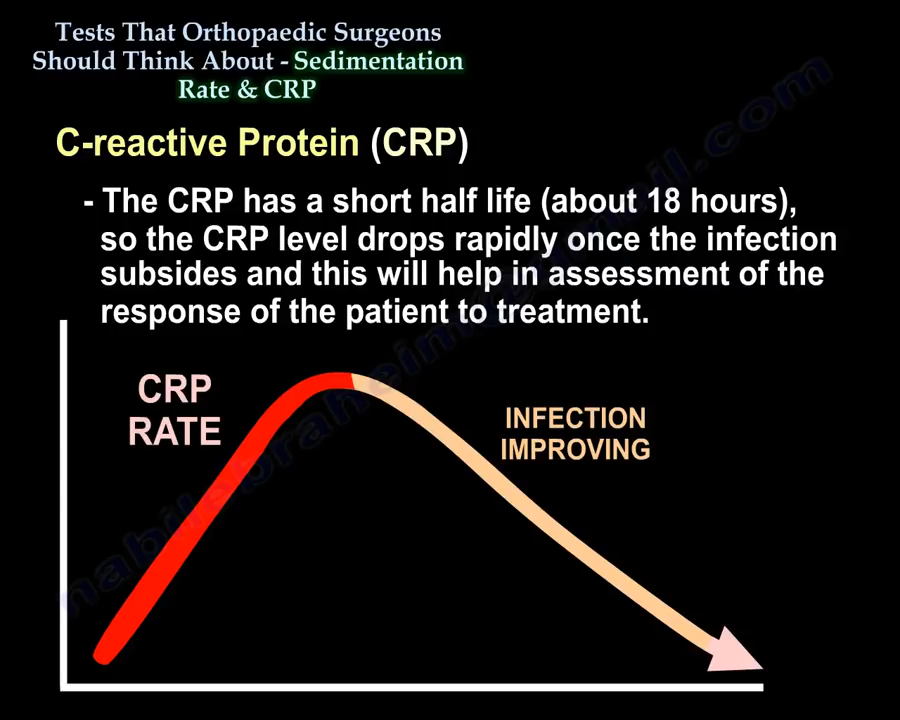 Tests That Orthopaedic Surgeons
Should Think About - Sedimentation
Rate & CRP
C-reactive Protein (CRP)
- The CRP has a short half life (about 18 hours),
so the CRP level drops rapidly once the infection
subsides and this will help in assessment of the
response of the patient to treatment.
CRP
RATE
INFECTION
IMPROVING